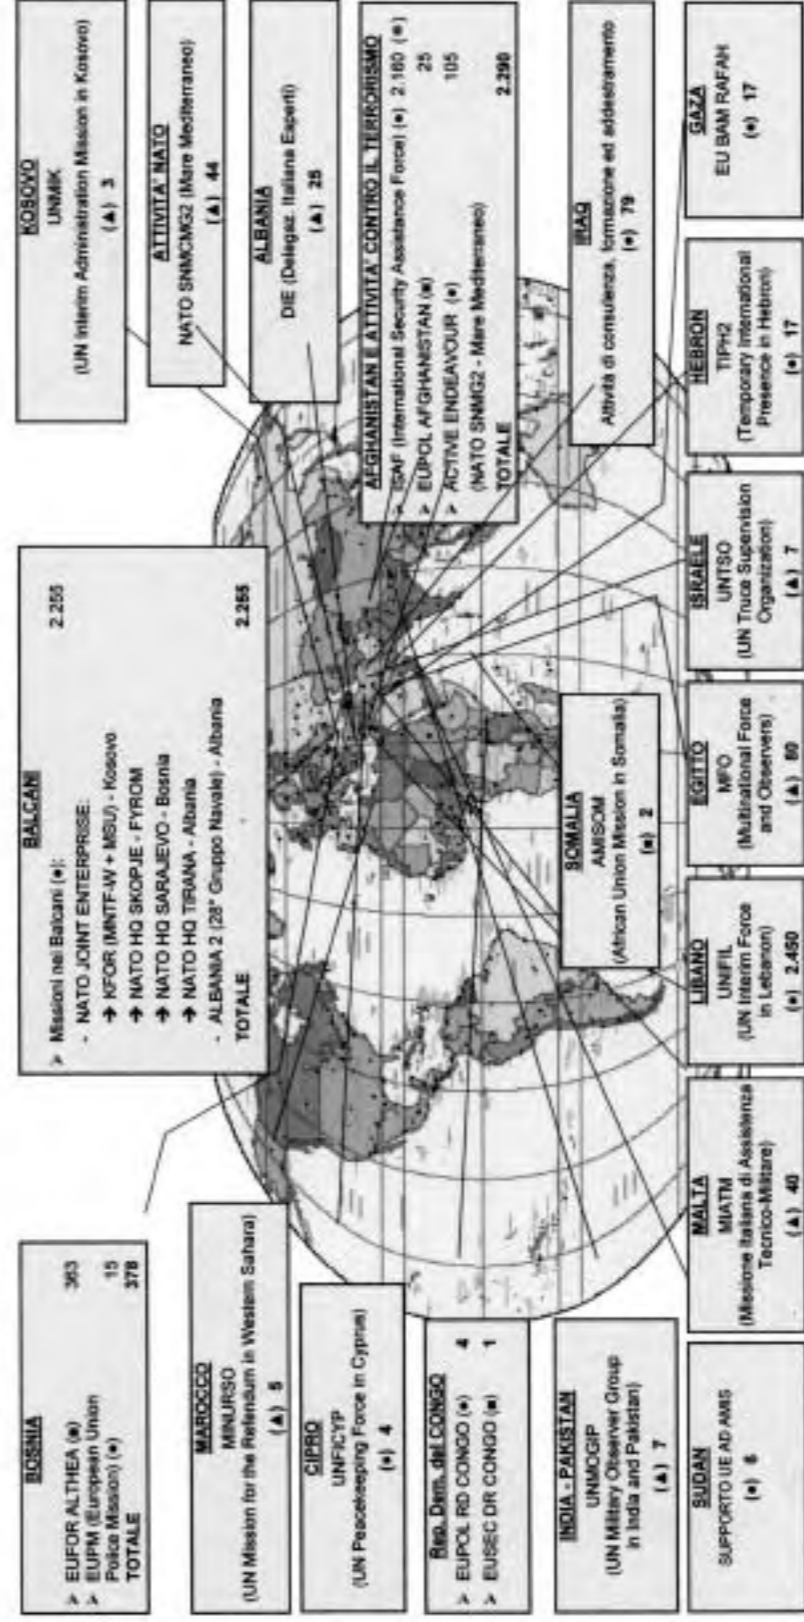 BOSNIA
> EUFOR ALTHEA (●) 363
> EUPM (European Union
Police Mission) (●) 15
TOTALE 378
BALCANI
> Missioni nei Balcani (●): 2.255
- NATO JOINT ENTERPRISE:
➔ KFOR (MNTF-W + MSU) - Kosovo
➔ NATO HQ SKOPJE - FYROM
➔ NATO HQ SARAJEVO - Bosnia
➔ NATO HQ TIRANA - Albania
- ALBANIA 2 (28° Gruppo Navale) - Albania
TOTALE 2.255
KOSOVO
UNMIK
(UN Interim Administration Mission in Kosovo)
(▲) 3
ATTIVITA' NATO
NATO SNMCMG2 (Mare Mediterraneo)
(▲) 44
ALBANIA
DIE (Delegaz. Italiana Esperti)
(▲) 25
AFGHANISTAN E ATTIVITA' CONTRO IL TERRORISMO
> ISAF (International Security Assistance Force) (●) 2.160 (*)
> EUPOL AFGHANISTAN (●) 25
> ACTIVE ENDEAVOUR (●) 105
(NATO SNMG2 - Mare Mediterraneo)
TOTALE 2.290
IRAQ
Attività di consulenza, formazione ed addestramento
(●) 79
MAROCCO
MINURSO
(UN Mission for the Referendum in Western Sahara)
(▲) 5
CIPRO
UNFICYP
(UN Peacekeeping Force in Cyprus)
(●) 4
Rep. Dem. del CONGO
> EUPOL RD CONGO (●) 4
> EUSEC DR CONGO (■) 1
INDIA - PAKISTAN
UNMOGIP
(UN Military Observer Group
in India and Pakistan)
(▲) 7
SOMALIA
AMISOM
(African Union Mission in Somalia)
(■) 2
SUDAN
SUPPORTO UE AD AMIS
(●)
MALTA
MIATM
(Missione Italiana di Assistenza
Tecnico-Militare)
(▲) 40
LIBANO
UNIFIL
(UN Interim Force
in Lebanon)
(●) 2.450
EGITTO
MFO
(Multinational Force
and Observers)
(▲)
ISRAELE
UNTSO
(UN Truce Supervision
Organization)
(▲) 7
HEBRON
TIPH2
(Temporary International
Presence in Hebron)
(●) 17
GAZA
EU BAM RAFAH
(●) 17